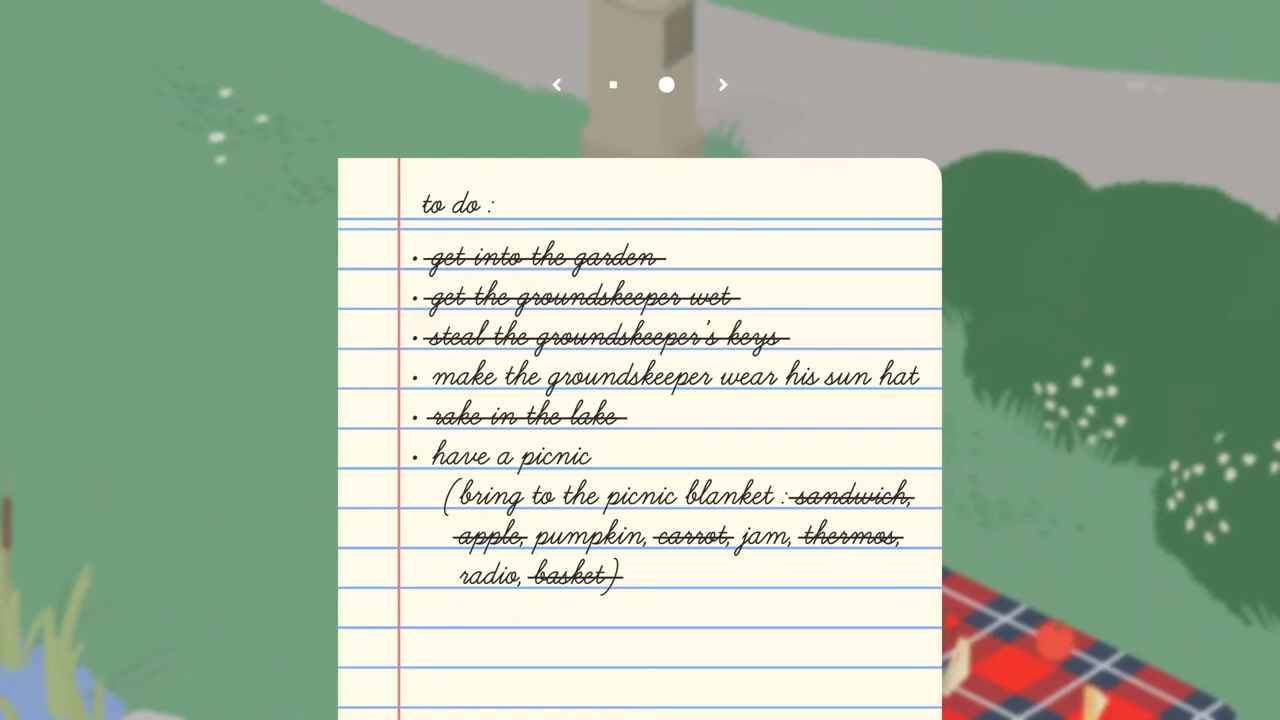 to do :
• get into the garden
• get the groundskeeper wet
• steal the groundskeeper's keys
• make the groundskeeper wear his sun hat
• rake in the lake
• have a picnic
(bring to the picnic blanket : sandwich,
apple, pumpkin, carrot, jam, thermos,
radio, basket)